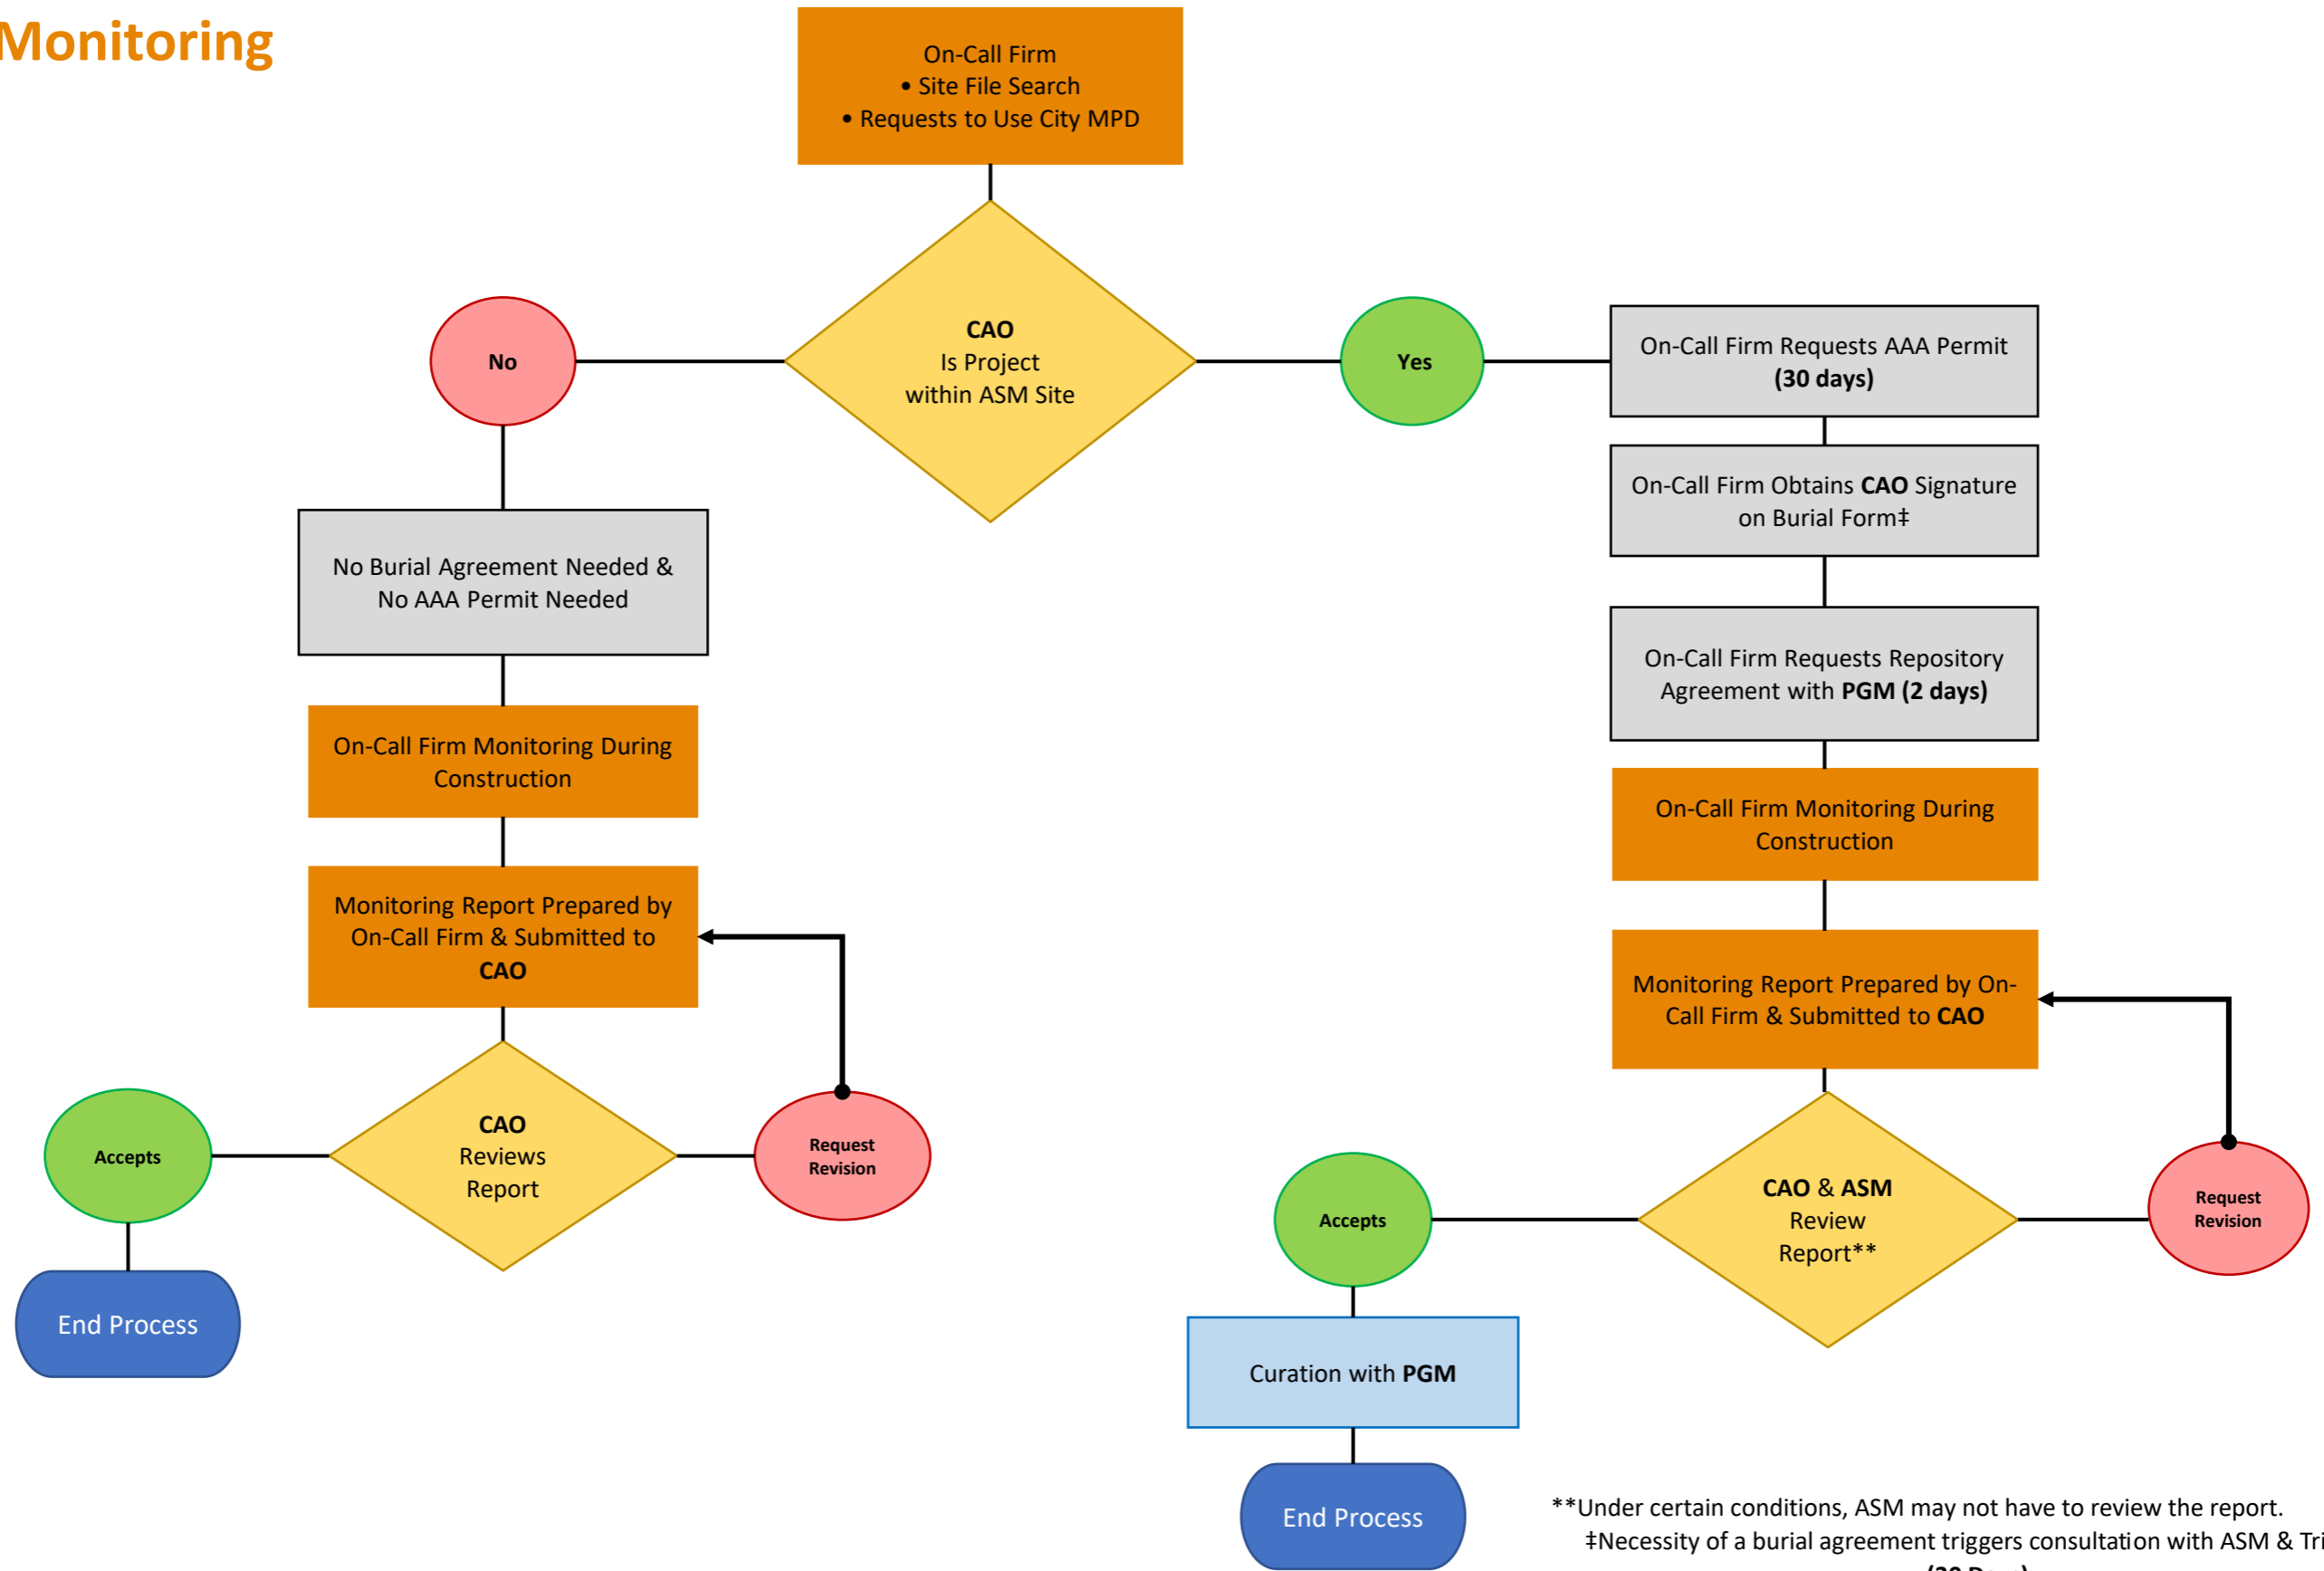 Monitoring
On-Call Firm
• Site File Search
• Requests to Use City MPD
CAO
Is Project
within ASM Site
No
Yes
No Burial Agreement Needed &
No AAA Permit Needed
On-Call Firm Monitoring During
Construction
Monitoring Report Prepared by
On-Call Firm & Submitted to
CAO
CAO
Reviews
Report
Accepts
Request
Revision
End Process
On-Call Firm Requests AAA Permit
(30 days)
On-Call Firm Obtains CAO Signature
on Burial Form‡
On-Call Firm Requests Repository
Agreement with PGM (2 days)
On-Call Firm Monitoring During
Construction
Monitoring Report Prepared by On-
Call Firm & Submitted to CAO
CAO & ASM
Review
Report**
Accepts
Request
Revision
Curation with PGM
End Process
**Under certain conditions, ASM may not have to review the report.
‡Necessity of a burial agreement triggers consultation with ASM & Tri